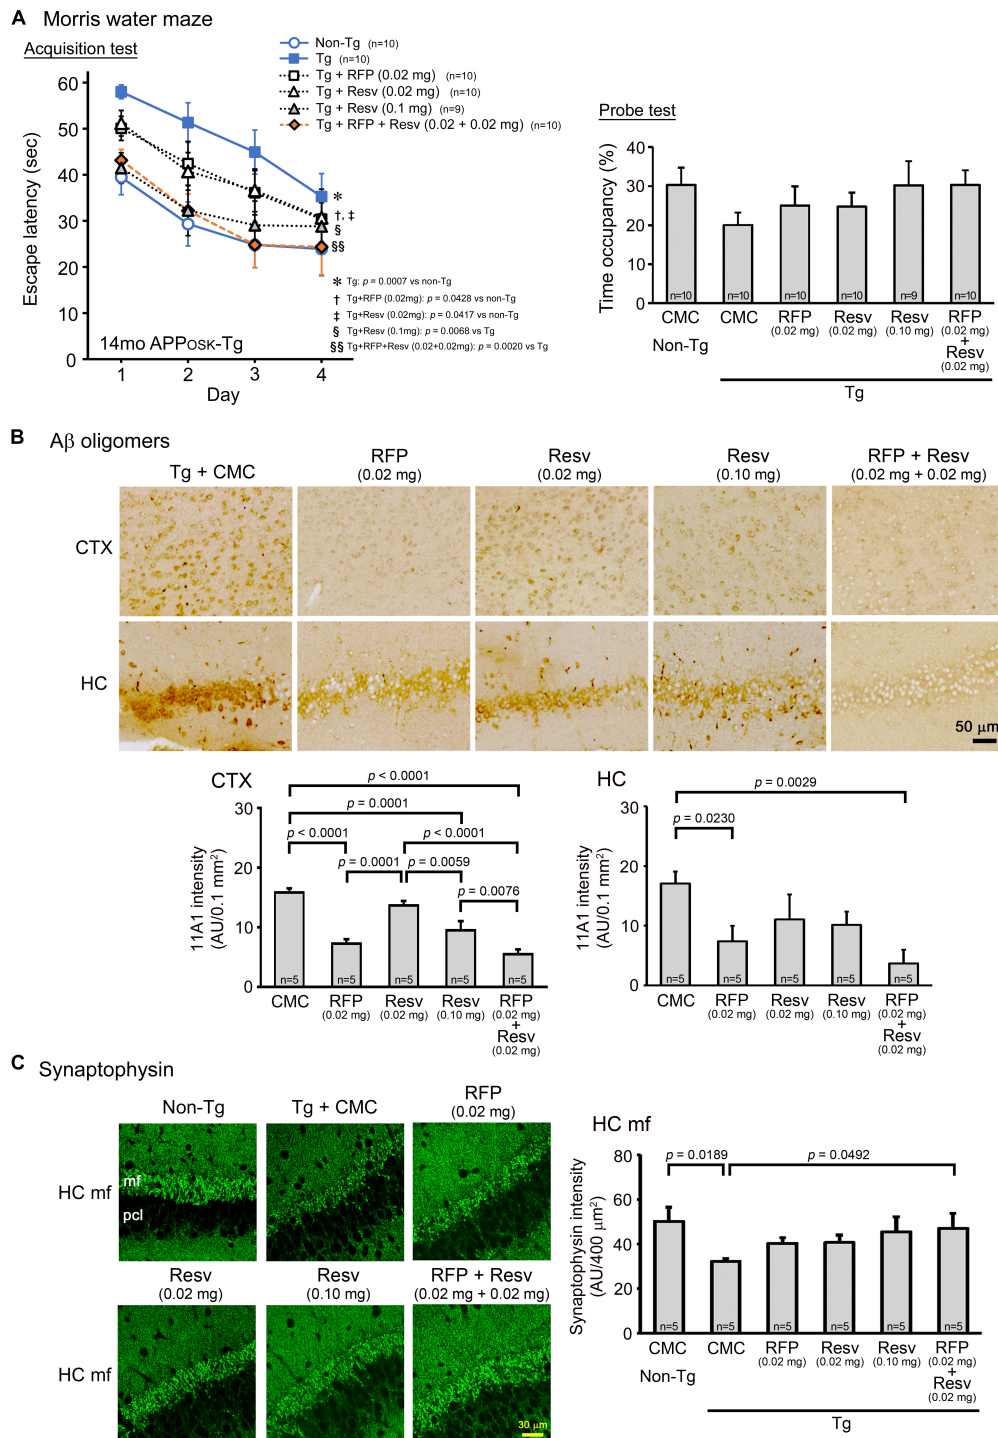 A Morris water maze
Acquisition test
Non-Tg (n=10)
Tg (n=10)
Tg + RFP (0.02 mg) (n=10)
Tg + Resv (0.02 mg) (n=10)
Tg + Resv (0.1 mg) (n=9)
Tg + RFP + Resv (0.02 + 0.02 mg) (n=10)
Escape latency (sec)
60
50
40
30
20
10
0
*
†, ‡
§
§§
* Tg: p = 0.0007 vs non-Tg
† Tg+RFP (0.02mg): p = 0.0428 vs non-Tg
‡ Tg+Resv (0.02mg): p = 0.0417 vs non-Tg
§ Tg+Resv (0.1mg): p = 0.0068 vs Tg
§§ Tg+RFP+Resv (0.02+0.02mg): p = 0.0020 vs Tg
14mo APPOSK-Tg
1 2 3 4
Day
Probe test
Time occupancy (%)
40
30
20
10
0
n=10 n=10 n=10 n=10 n=9 n=10
CMC CMC RFP Resv Resv RFP
(0.02 mg) (0.02 mg) (0.10 mg) (0.02 mg)
+
Resv
(0.02 mg)
Non-Tg
Tg
B Aβ oligomers
Tg + CMC RFP Resv Resv RFP + Resv
(0.02 mg) (0.02 mg) (0.10 mg) (0.02 mg + 0.02 mg)
CTX
HC
50 μm
CTX
11A1 intensity
(AU/0.1 mm²)
30
20
10
0
p < 0.0001
p = 0.0001
p < 0.0001 p < 0.0001
p = 0.0001 p = 0.0059
p = 0.0076
n=5 n=5 n=5 n=5 n=5
CMC RFP Resv Resv RFP
(0.02 mg) (0.02 mg) (0.10 mg) (0.02 mg)
+
Resv
(0.02 mg)
HC
11A1 intensity
(AU/0.1 mm²)
30
20
10
0
p = 0.0029
p = 0.0230
n=5 n=5 n=5 n=5 n=5
CMC RFP Resv Resv RFP
(0.02 mg) (0.02 mg) (0.10 mg) (0.02 mg)
+
Resv
(0.02 mg)
C Synaptophysin
Non-Tg Tg + CMC RFP
(0.02 mg)
HC mf
mf
pcl
Resv Resv RFP + Resv
(0.02 mg) (0.10 mg) (0.02 mg + 0.02 mg)
HC mf
30 μm
HC mf
Synaptophysin intensity
(AU/400 μm²)
80
60
40
20
0
p = 0.0189 p = 0.0492
n=5 n=5 n=5 n=5 n=5 n=5
CMC CMC RFP Resv Resv RFP
(0.02 mg) (0.02 mg) (0.10 mg) (0.02 mg)
+
Resv
(0.02 mg)
Non-Tg
Tg